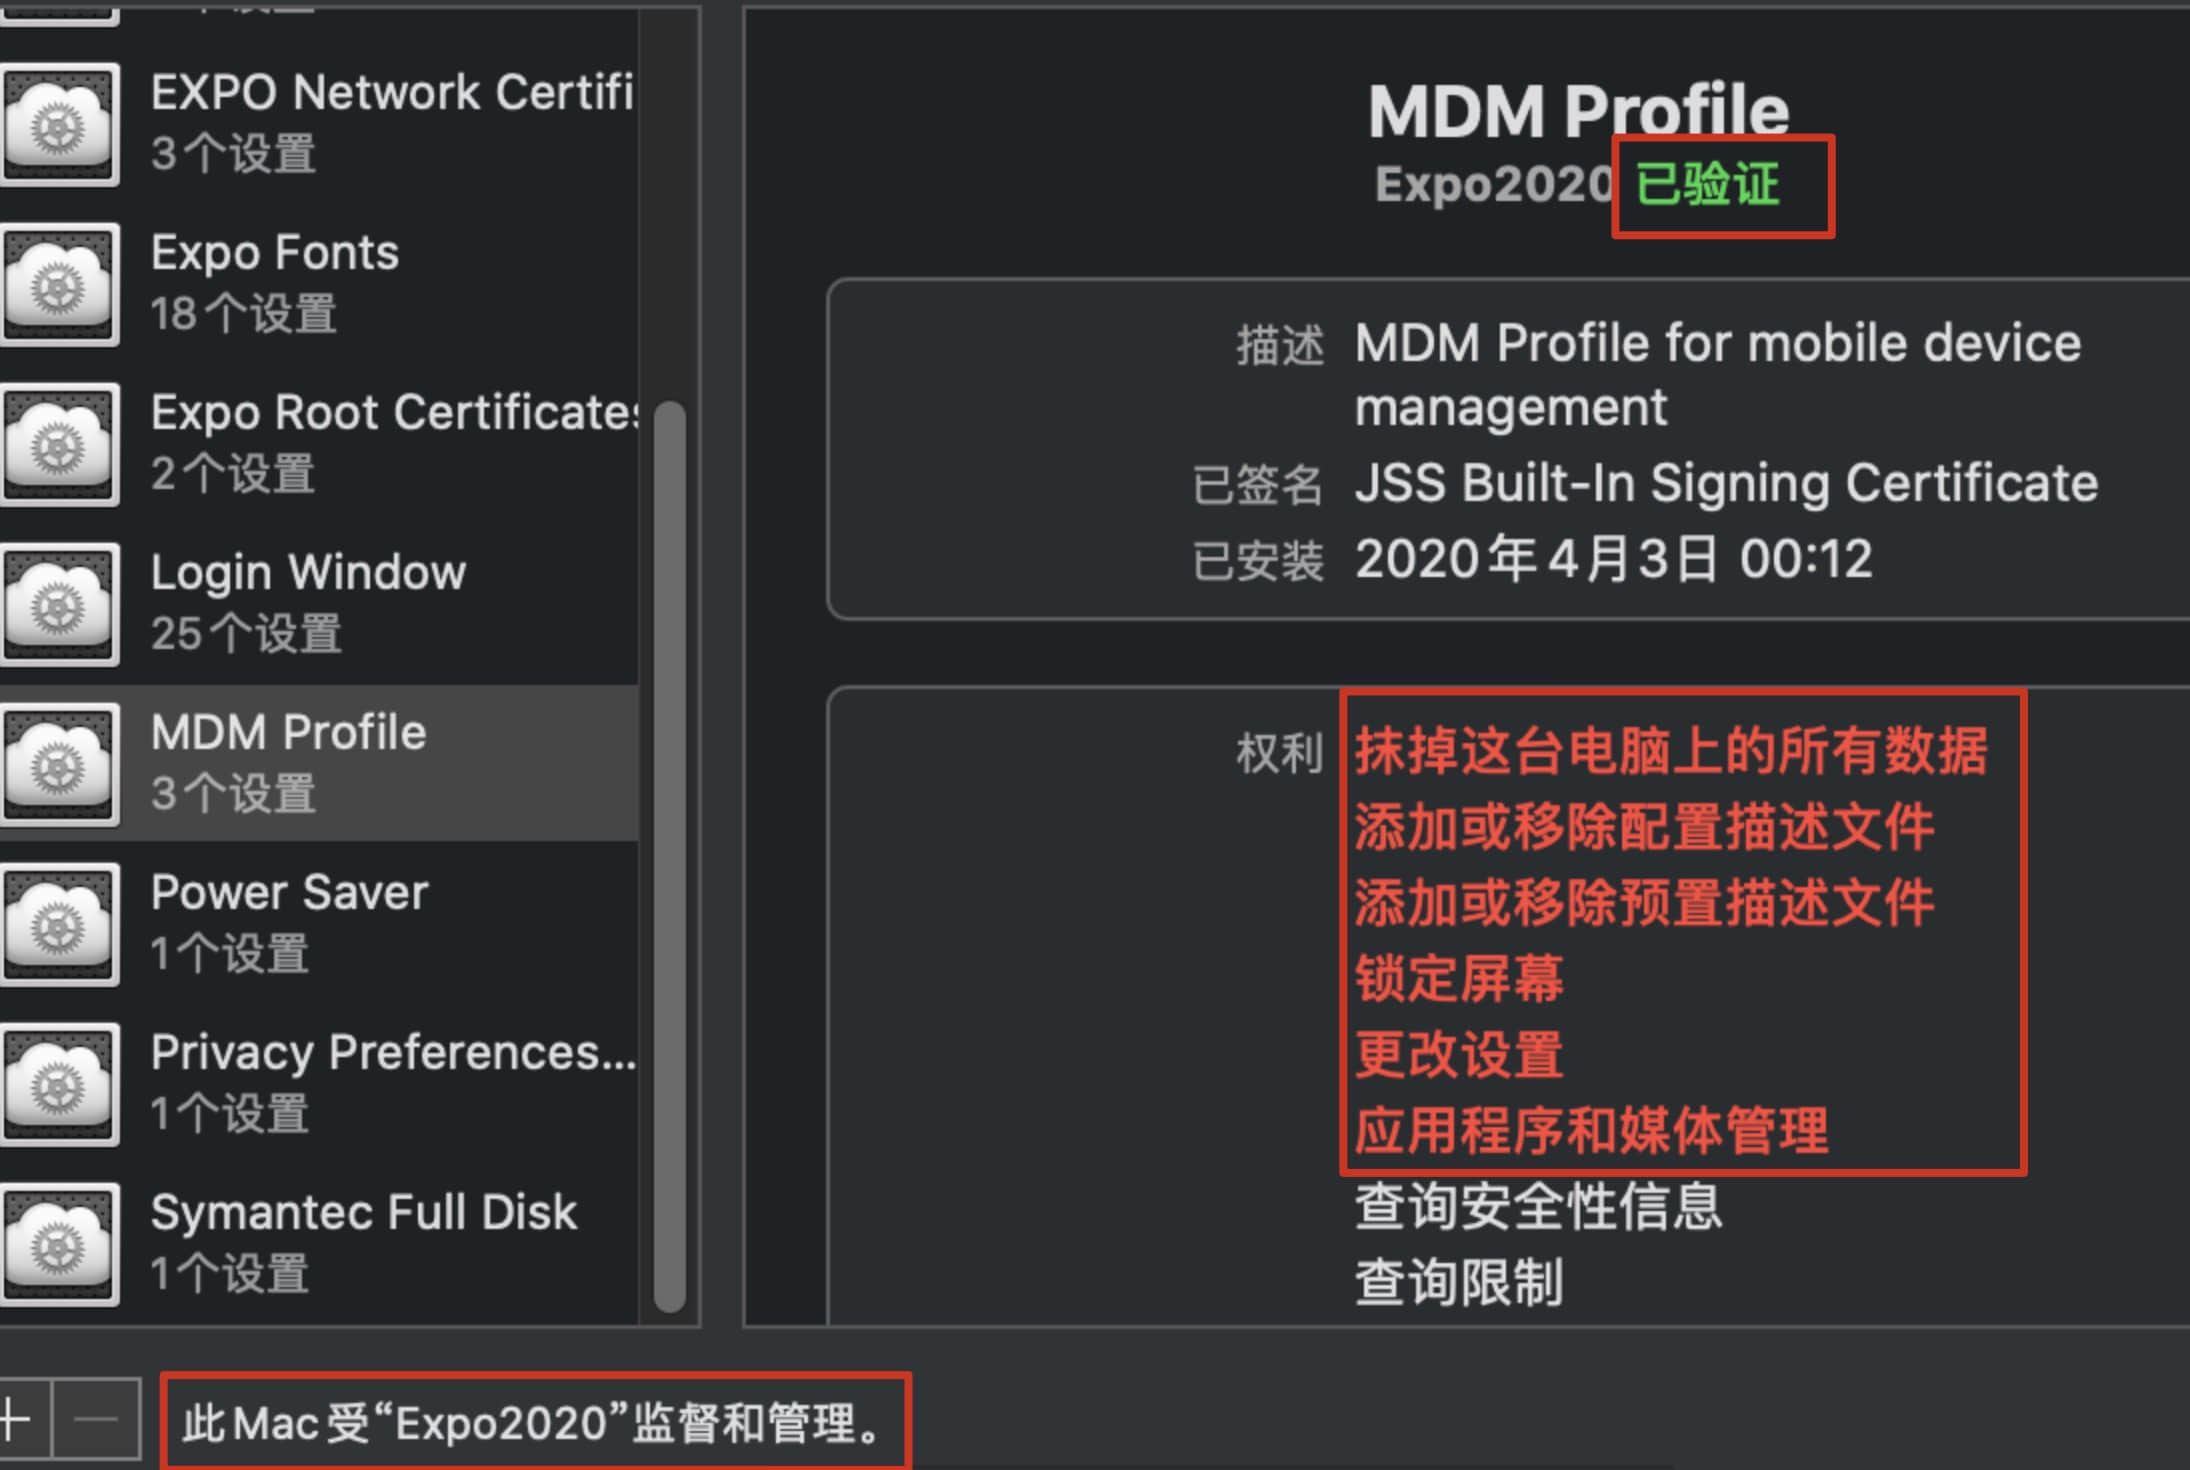 EXPO Network Certifi
3个设置
Expo Fonts
18个设置
Expo Root Certificates
2个设置
Login Window
25个设置
MDM Profile
3个设置
Power Saver
1个设置
Privacy Preferences...
1个设置
Symantec Full Disk
1个设置
MDM Profile
Expo2020 已验证
描述 MDM Profile for mobile device
management
已签名 JSS Built-In Signing Certificate
已安装 2020年4月3日 00:12
权利 抹掉这台电脑上的所有数据
添加或移除配置描述文件
添加或移除预置描述文件
锁定屏幕
更改设置
应用程序和媒体管理
查询安全性信息
查询限制
此Mac受“Expo2020”监督和管理。